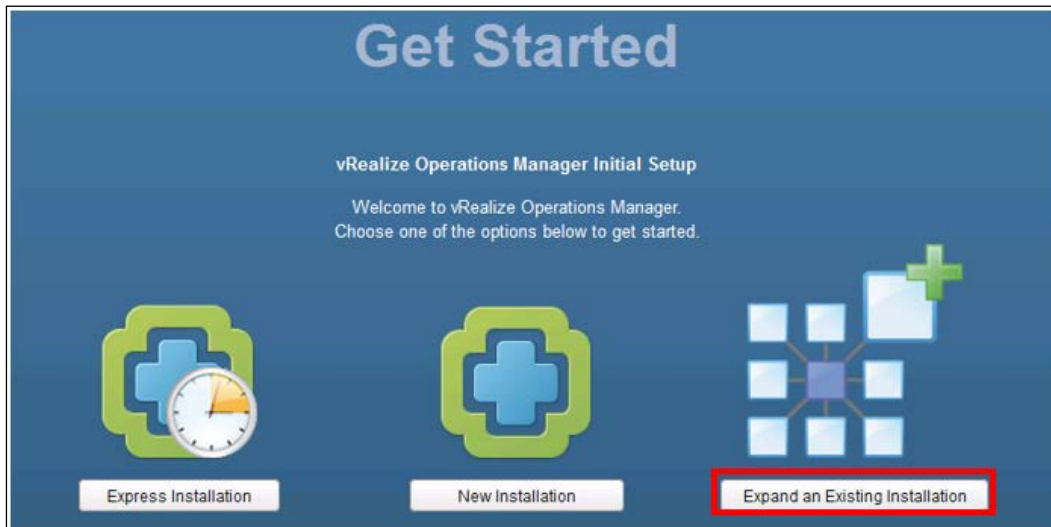 Get Started
vRealize Operations Manager Initial Setup
Welcome to vRealize Operations Manager.
Choose one of the options below to get started.
Express Installation
New Installation
Expand an Existing Installation